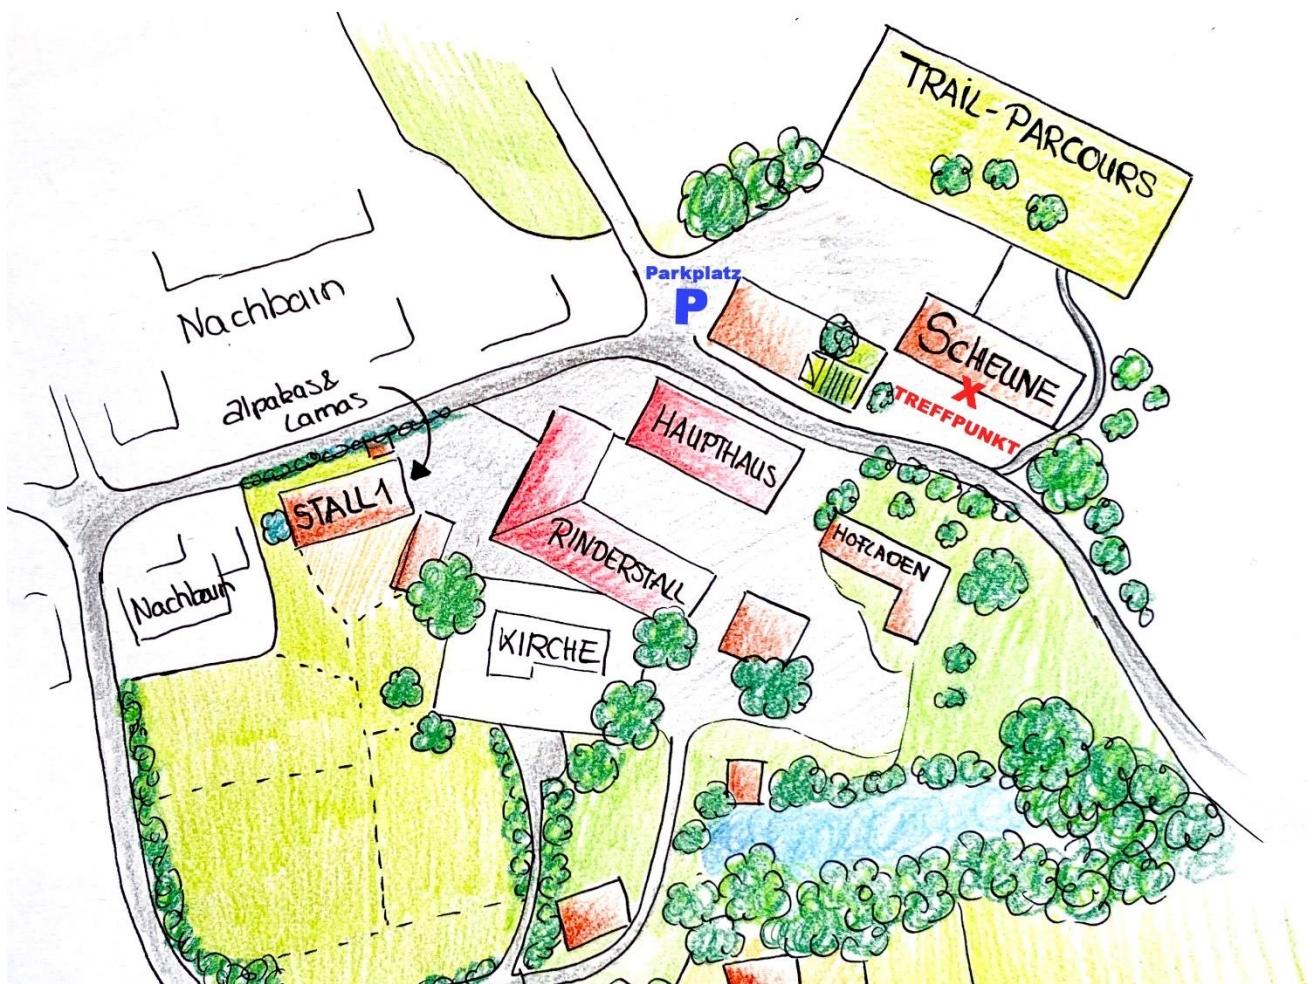 TRAIL-PARCOURS
Parkplatz
P
Nachbarn
SCHEUNE
X
TREFFPUNKT
alpakas &
Lamas
HAUPTHAUS
STALL 1
RINDERSTALL
HOFLADEN
Nachbarn
KIRCHE